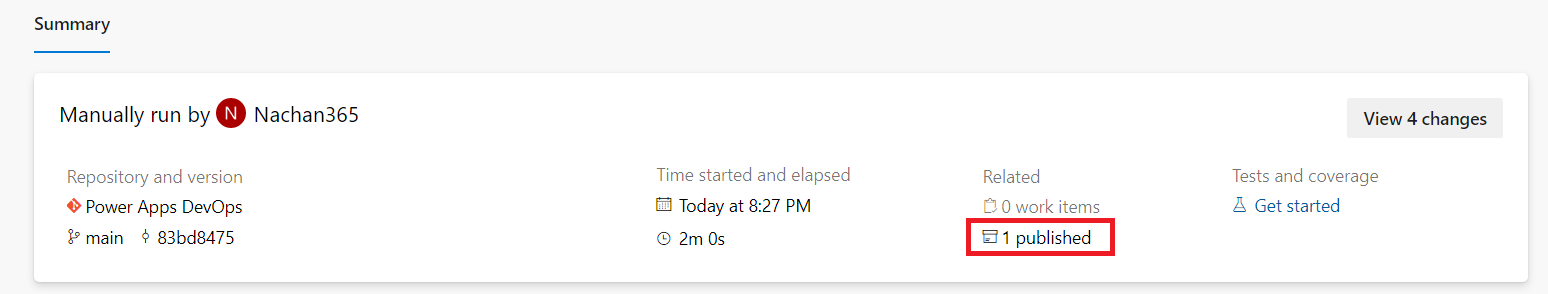 Summary
Manually run by N Nachan365
View 4 changes
Repository and version
Power Apps DevOps
main 83bd8475
Time started and elapsed
Today at 8:27 PM
2m 0s
Related
0 work items
1 published
Tests and coverage
Get started